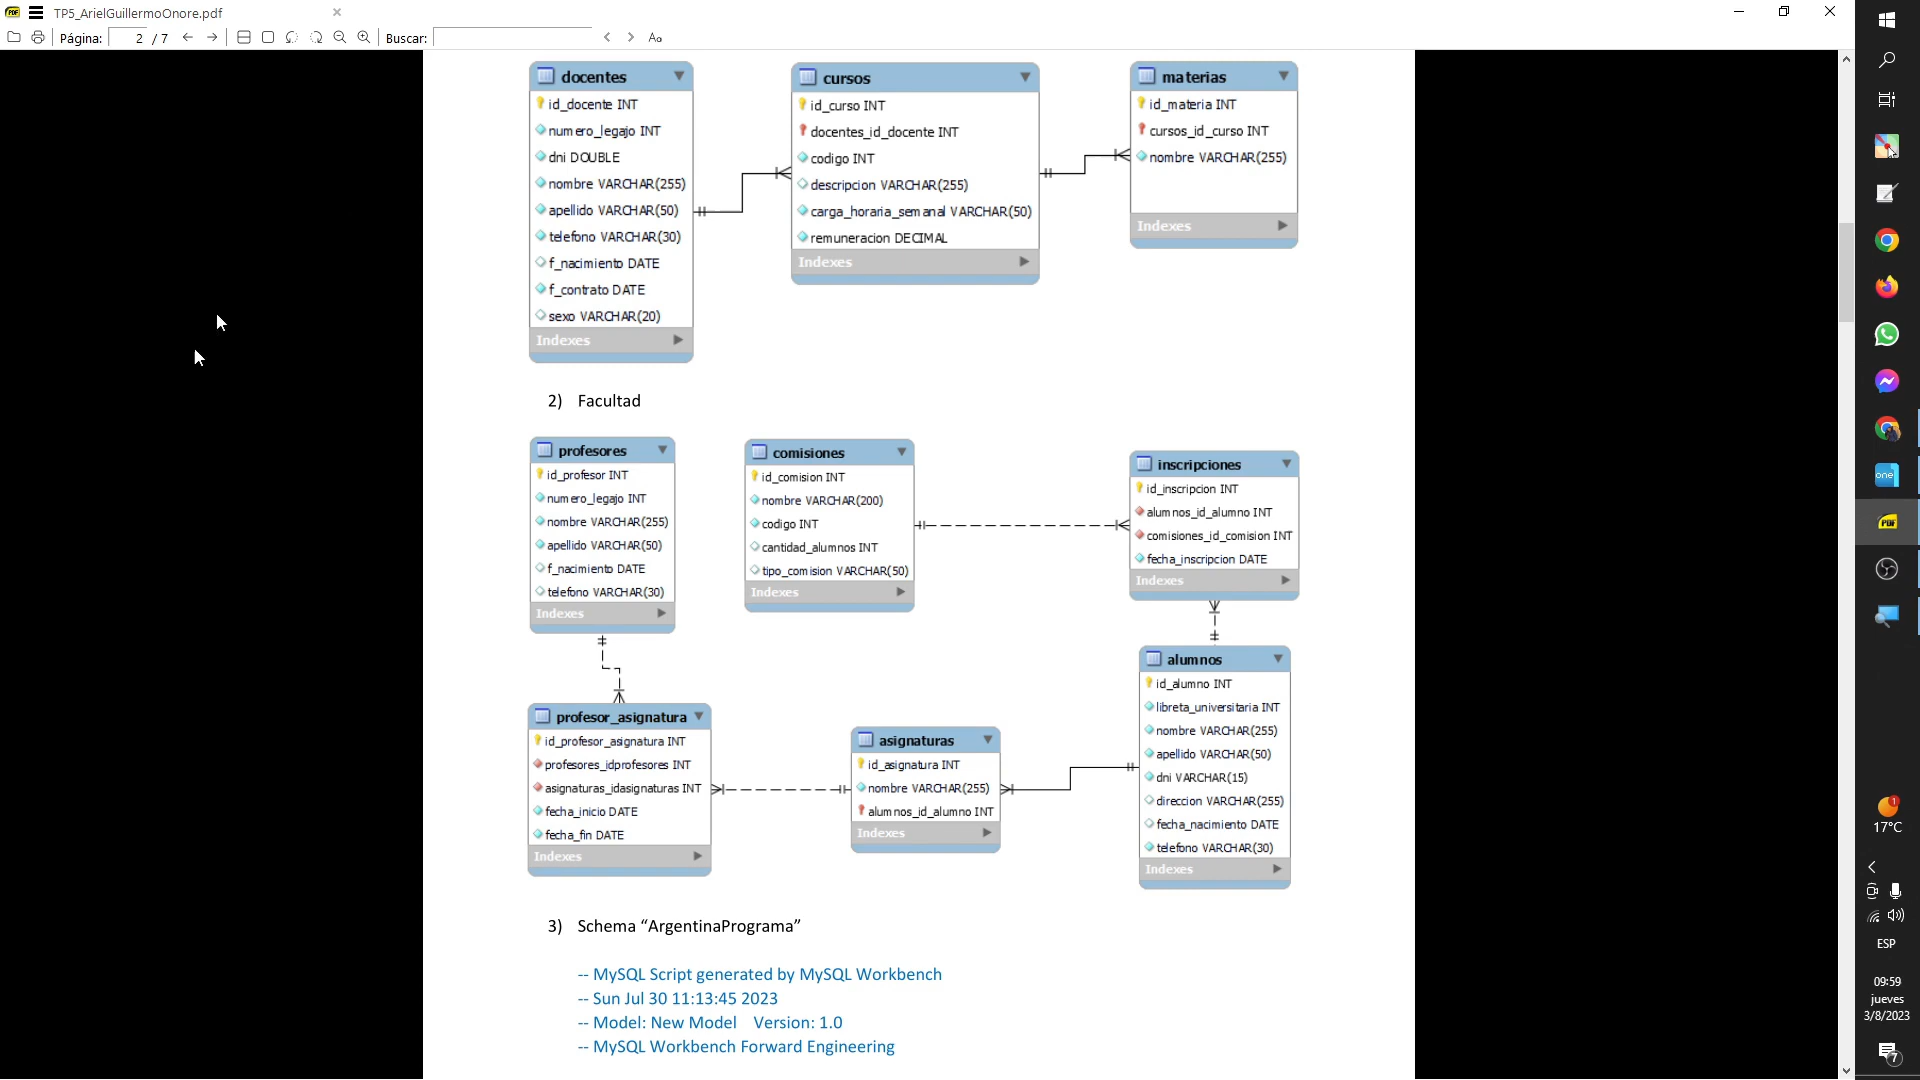 TP5_ArielGuillermoOnore.pdf
Página: 2 / 7 Buscar: Aa
docentes
id_docente INT
numero_legajo INT
dni DOUBLE
nombre VARCHAR(255)
apellido VARCHAR(50)
telefono VARCHAR(30)
f_nacimiento DATE
f_contrato DATE
sexo VARCHAR(20)
Indexes
cursos
id_curso INT
docentes_id_docente INT
codigo INT
descripcion VARCHAR(255)
carga_horaria_semanal VARCHAR(50)
remuneracion DECIMAL
Indexes
materias
id_materia INT
cursos_id_curso INT
nombre VARCHAR(255)
Indexes
2) Facultad
profesores
id_profesor INT
numero_legajo INT
nombre VARCHAR(255)
apellido VARCHAR(50)
f_nacimiento DATE
telefono VARCHAR(30)
Indexes
comisiones
id_comision INT
nombre VARCHAR(200)
codigo INT
cantidad_alumnos INT
tipo_comision VARCHAR(50)
Indexes
inscripciones
id_inscripcion INT
alumnos_id_alumno INT
comisiones_id_comision INT
fecha_inscripcion DATE
Indexes
profesor_asignatura
id_profesor_asignatura INT
profesores_idprofesores INT
asignaturas_idasignaturas INT
fecha_inicio DATE
fecha_fin DATE
Indexes
asignaturas
id_asignatura INT
nombre VARCHAR(255)
alumnos_id_alumno INT
Indexes
alumnos
id_alumno INT
libreta_universitaria INT
nombre VARCHAR(255)
apellido VARCHAR(50)
dni VARCHAR(15)
direccion VARCHAR(255)
fecha_nacimiento DATE
telefono VARCHAR(30)
Indexes
3) Schema “ArgentinaPrograma”
-- MySQL Script generated by MySQL Workbench
-- Sun Jul 30 11:13:45 2023
-- Model: New Model Version: 1.0
-- MySQL Workbench Forward Engineering
one
PDF
1
17°C
ESP
09:59
jueves
3/8/2023
7